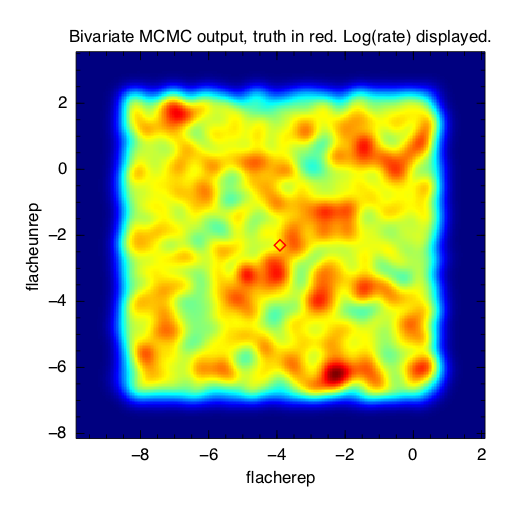 Bivariate MCMC output, truth in red. Log(rate) displayed.
2
0
−2
−4
−6
−8
flacheunrep
−8 −6 −4 −2 0 2
flacherep